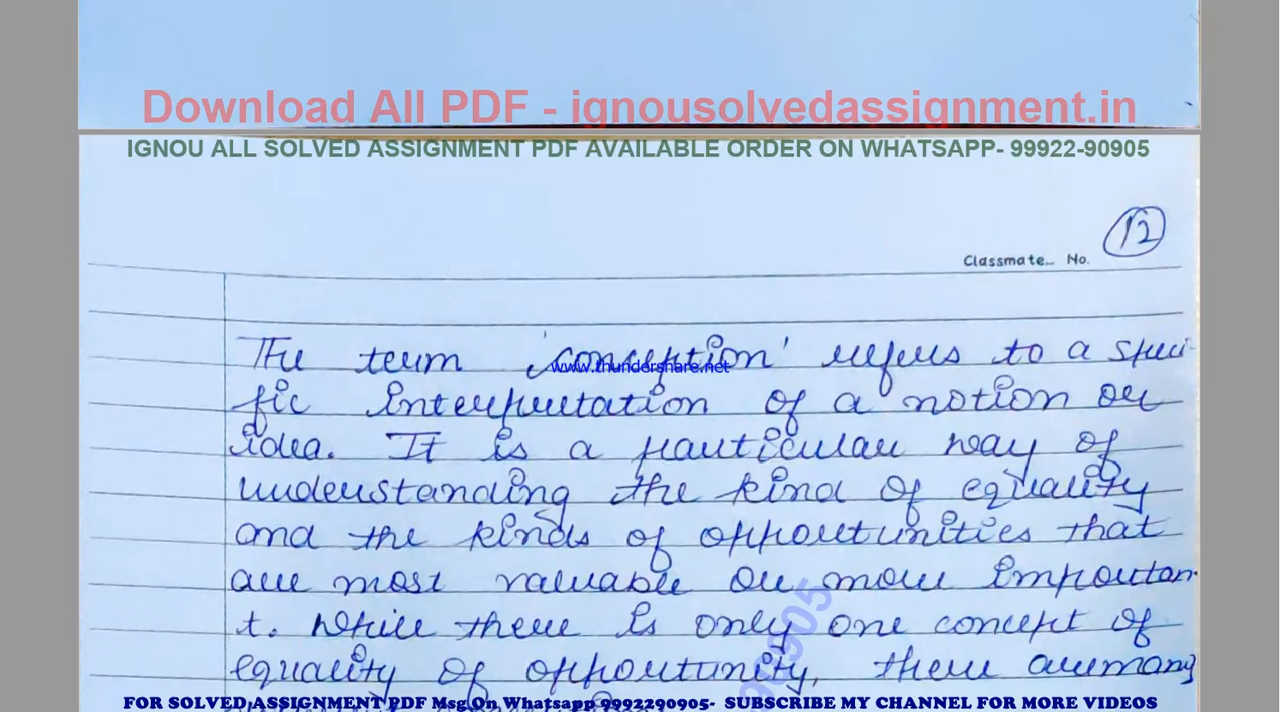 Download All PDF - ignousolvedassignment.in
IGNOU ALL SOLVED ASSIGNMENT PDF AVAILABLE ORDER ON WHATSAPP- 99922-90905
12
Classmate No.
The term 'conception' refers to a speci-
www.thundershare.net
fic interpretation of a notion or
idea. It is a particular way of
understanding the kind of equality
and the kinds of opportunities that
are most valuable or more importan-
t. While there is only one concept of
equality of opportunity, there are many
FOR SOLVED ASSIGNMENT PDF Msg On Whatsapp 9992290905- SUBSCRIBE MY CHANNEL FOR MORE VIDEOS